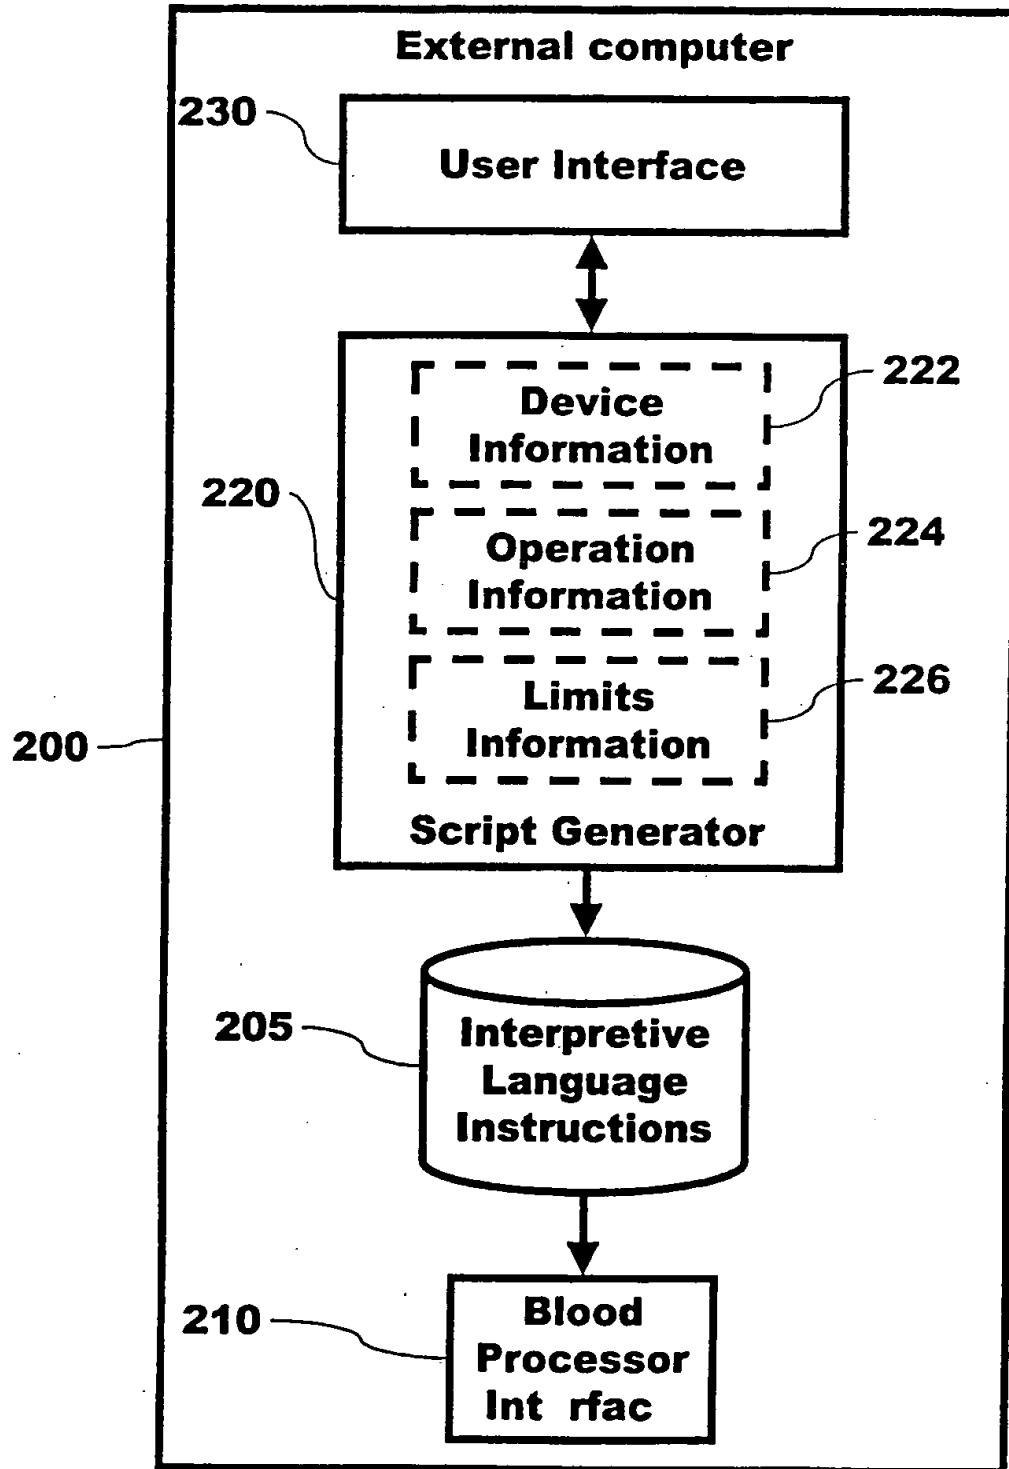 External computer
230
User Interface
222
Device
Information
220
224
Operation
Information
226
Limits
Information
200
Script Generator
205
Interpretive
Language
Instructions
210
Blood
Processor
Int rfac